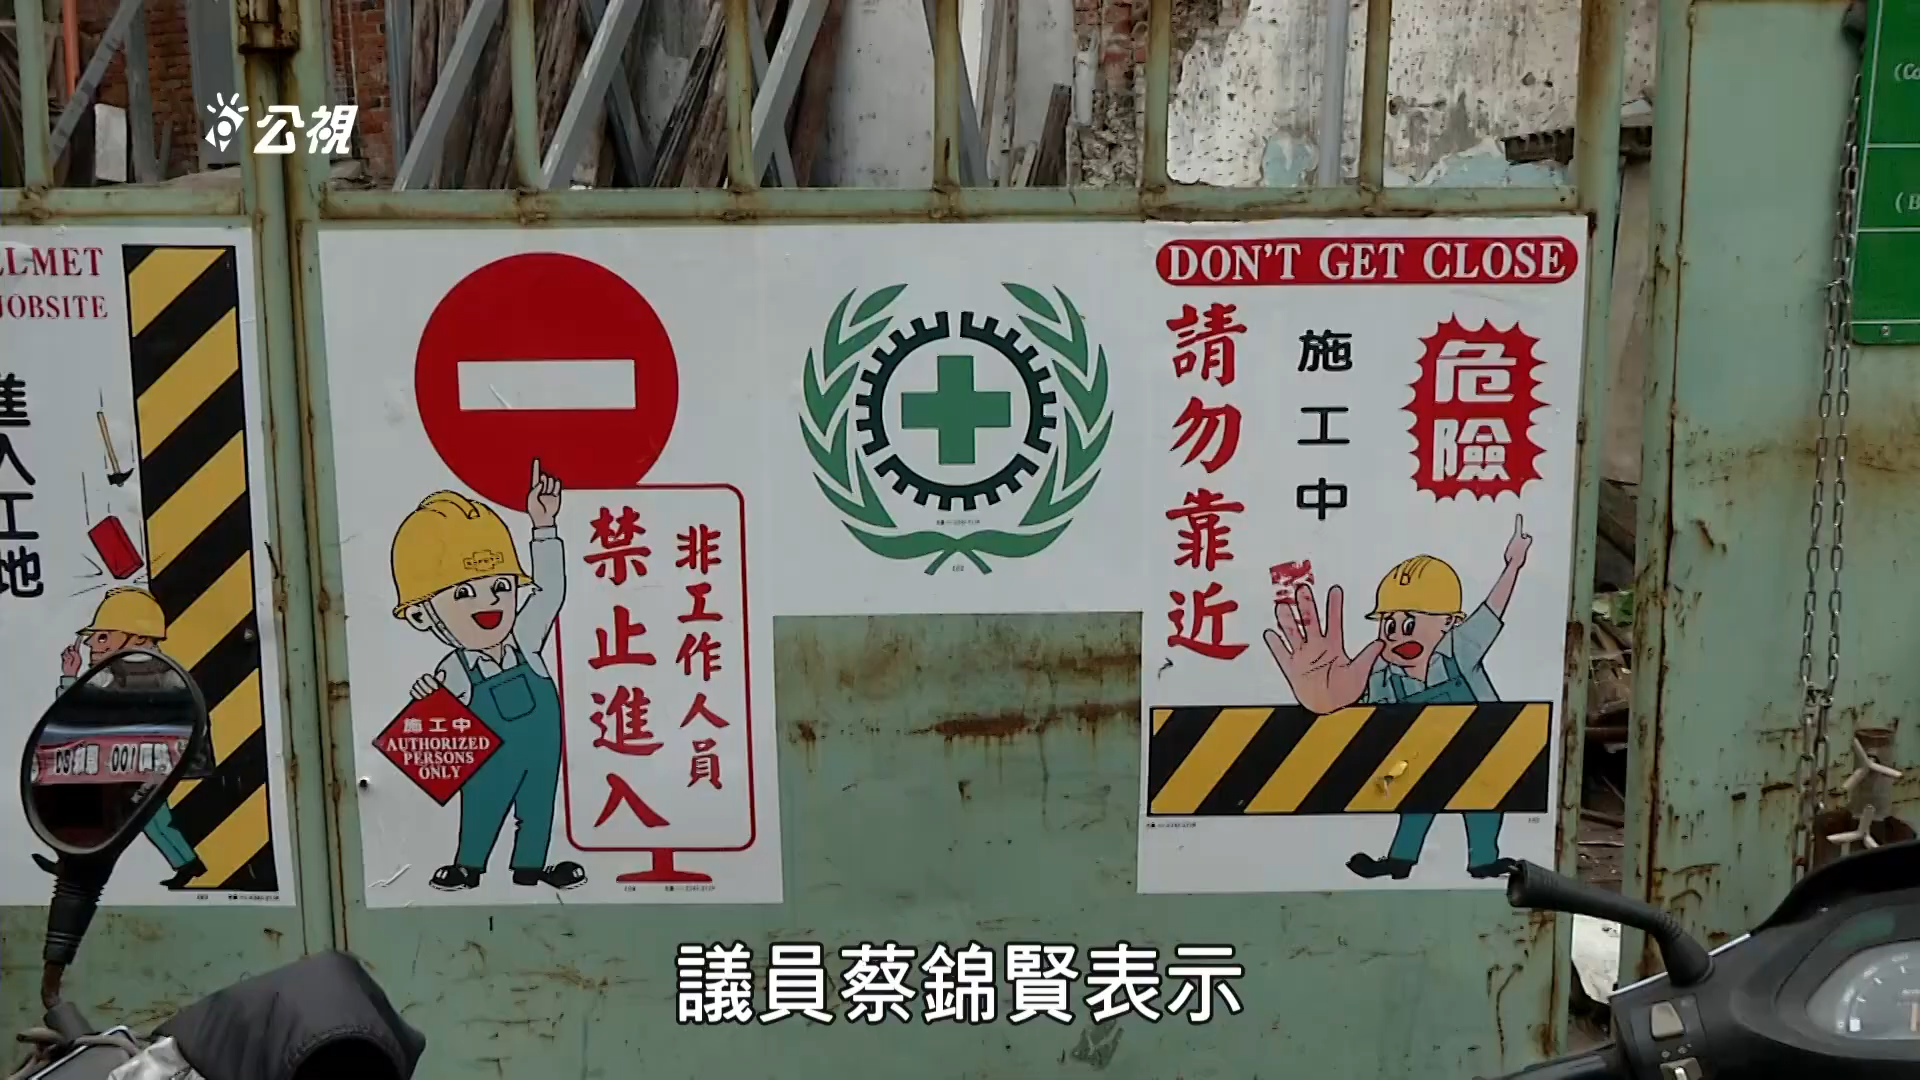 公視
LLMET
JOBSITE
進入工地
非工作人員
禁止進入
施工中
AUTHORIZED
PERSONS
ONLY
DON'T GET CLOSE
危險
施工中
請勿靠近
議員蔡錦賢表示